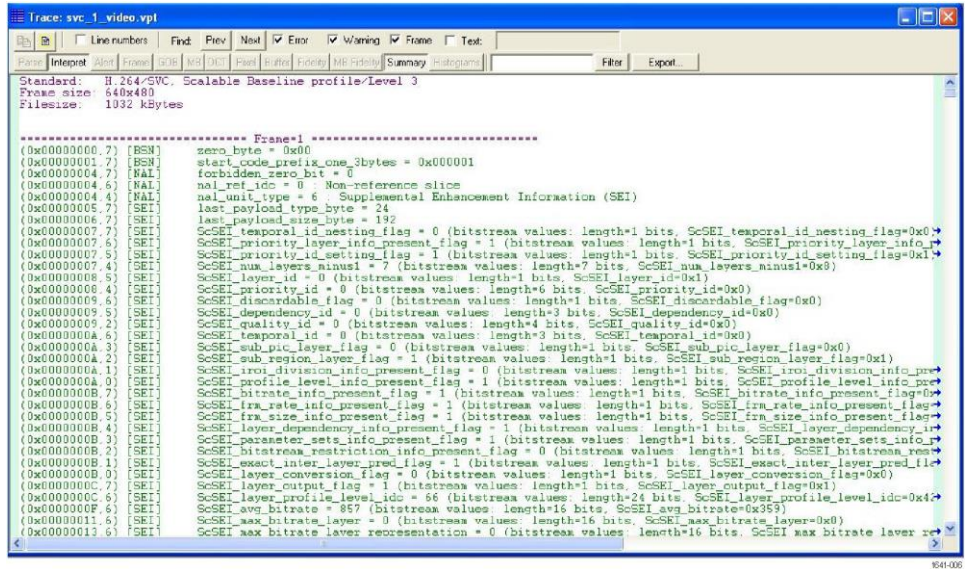 Trace: svc_1_video.vpt
Line numbers Find: Prev Next Error Warning Frame Text:
Parse Interpret Alert Frame GOB MB DCT Pixel Buffer Fidelity MB Fidelity Summary Histograms Filter Export...
Standard: H.264/SVC, Scalable Baseline profile/Level 3
Frame size: 640x480
Filesize: 1032 kBytes
================================ Frame=1 ================================
(0x00000000.7) [BSN] zero_byte = 0x00
(0x00000001.7) [BSN] start_code_prefix_one_3bytes = 0x000001
(0x00000004.7) [NAL] forbidden_zero_bit = 0
(0x00000004.6) [NAL] nal_ref_idc = 0 : Non-reference slice
(0x00000004.4) [NAL] nal_unit_type = 6 : Supplemental Enhancement Information (SEI)
(0x00000005.7) [SEI] last_payload_type_byte = 24
(0x00000006.7) [SEI] last_payload_size_byte = 192
(0x00000007.7) [SEI] ScSEI_temporal_id_nesting_flag = 0 (bitstream values: length=1 bits, ScSEI_temporal_id_nesting_flag=0x0)
(0x00000007.6) [SEI] ScSEI_priority_layer_info_present_flag = 1 (bitstream values: length=1 bits, ScSEI_priority_layer_info_p
(0x00000007.5) [SEI] ScSEI_priority_id_setting_flag = 1 (bitstream values: length=1 bits, ScSEI_priority_id_setting_flag=0x1)
(0x00000007.4) [SEI] ScSEI_num_layers_minus1 = 7 (bitstream values: length=7 bits, ScSEI_num_layers_minus1=0x8)
(0x00000008.5) [SEI] ScSEI_layer_id = 0 (bitstream values: length=1 bits, ScSEI_layer_id=0x1)
(0x00000008.4) [SEI] ScSEI_priority_id = 0 (bitstream values: length=6 bits, ScSEI_priority_id=0x0)
(0x00000009.6) [SEI] ScSEI_discardable_flag = 0 (bitstream values: length=1 bits, ScSEI_discardable_flag=0x0)
(0x00000009.5) [SEI] ScSEI_dependency_id = 0 (bitstream values: length=3 bits, ScSEI_dependency_id=0x0)
(0x00000009.2) [SEI] ScSEI_quality_id = 0 (bitstream values: length=4 bits, ScSEI_quality_id=0x0)
(0x0000000A.6) [SEI] ScSEI_temporal_id = 0 (bitstream values: length=3 bits, ScSEI_temporal_id=0x0)
(0x0000000A.3) [SEI] ScSEI_sub_pic_layer_flag = 0 (bitstream values: length=1 bits, ScSEI_sub_pic_layer_flag=0x0)
(0x0000000A.2) [SEI] ScSEI_sub_region_layer_flag = 1 (bitstream values: length=1 bits, ScSEI_sub_region_layer_flag=0x1)
(0x0000000A.1) [SEI] ScSEI_iroi_division_info_present_flag = 0 (bitstream values: length=1 bits, ScSEI_iroi_division_info_pre
(0x0000000A.0) [SEI] ScSEI_profile_level_info_present_flag = 1 (bitstream values: length=1 bits, ScSEI_profile_level_info_pre
(0x0000000B.7) [SEI] ScSEI_bitrate_info_present_flag = 1 (bitstream values: length=1 bits, ScSEI_bitrate_info_present_flag=0x
(0x0000000B.6) [SEI] ScSEI_frm_rate_info_present_flag = 1 (bitstream values: length=1 bits, ScSEI_frm_rate_info_present_flag=
(0x0000000B.5) [SEI] ScSEI_frm_size_info_present_flag = 1 (bitstream values: length=1 bits, ScSEI_frm_size_info_present_flag=
(0x0000000B.4) [SEI] ScSEI_layer_dependency_info_present_flag = 1 (bitstream values: length=1 bits, ScSEI_layer_dependency_in
(0x0000000B.3) [SEI] ScSEI_parameter_sets_info_present_flag = 1 (bitstream values: length=1 bits, ScSEI_parameter_sets_info_p
(0x0000000B.2) [SEI] ScSEI_bitstream_restriction_info_present_flag = 0 (bitstream values: length=1 bits, ScSEI_bitstream_rest
(0x0000000B.1) [SEI] ScSEI_exact_inter_layer_pred_flag = 1 (bitstream values: length=1 bits, ScSEI_exact_inter_layer_pred_fla
(0x0000000B.0) [SEI] ScSEI_layer_conversion_flag = 0 (bitstream values: length=1 bits, ScSEI_layer_conversion_flag=0x0)
(0x0000000C.7) [SEI] ScSEI_layer_output_flag = 1 (bitstream values: length=1 bits, ScSEI_layer_output_flag=0x1)
(0x0000000C.6) [SEI] ScSEI_layer_profile_level_idc = 66 (bitstream values: length=24 bits, ScSEI_layer_profile_level_idc=0x42
(0x0000000F.6) [SEI] ScSEI_avg_bitrate = 857 (bitstream values: length=16 bits, ScSEI_avg_bitrate=0x359)
(0x00000011.6) [SEI] ScSEI_max_bitrate_layer = 0 (bitstream values: length=16 bits, ScSEI_max_bitrate_layer=0x0)
(0x00000013.6) [SEI] ScSEI_max_bitrate_layer_representation = 0 (bitstream values: length=16 bits, ScSEI_max_bitrate_layer_re
1641-006